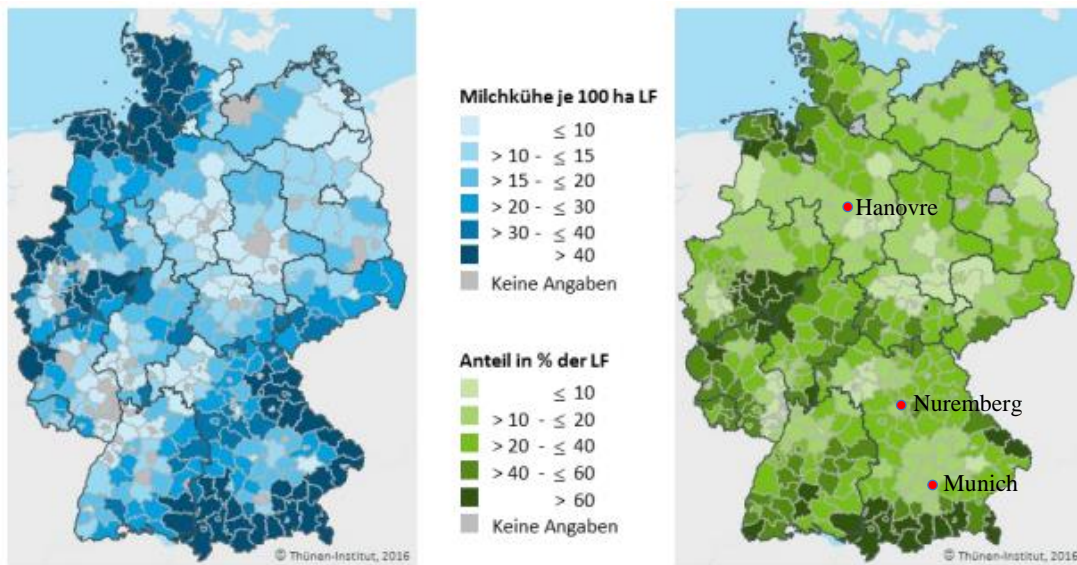 Milchkühe je 100 ha LF
≤ 10
> 10 - ≤ 15
> 15 - ≤ 20
> 20 - ≤ 30
> 30 - ≤ 40
> 40
Keine Angaben
Anteil in % der LF
≤ 10
> 10 - ≤ 20
> 20 - ≤ 40
> 40 - ≤ 60
> 60
Keine Angaben
Hanovre
Nuremberg
Munich
© Thünen-Institut, 2016
© Thünen-Institut, 2016